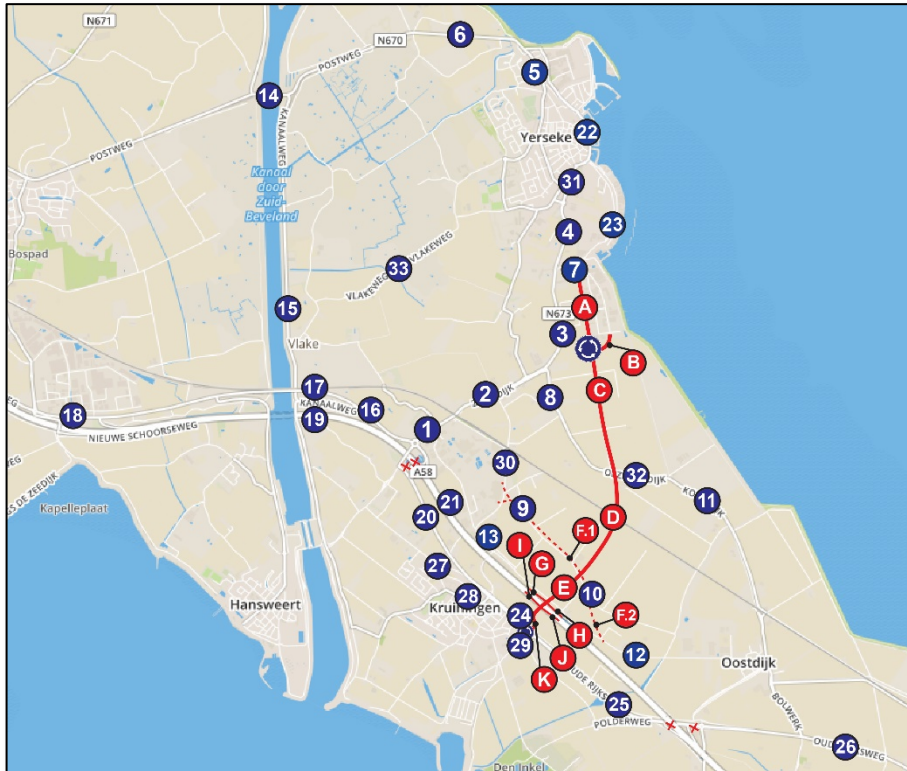 N671
6
N670
POSTWEG
5
14
KANAALWEG
22
Yerseke
POSTWEG
Kanaal
door
Zuid-
Beveland
31
23
4
Bospad
33
VLAKEWEG
VLAKEWEG
7
15
A
N673
3
Vlake
B
C
17
2
8
18
KANAALWEG
16
19
NIEUWE SCHOORSEWEG
1
30
A58
32
Kapelleplaat
11
21
9
20
D
F.1
13
I
G
27
E
10
28
Hansweert
Kruiningen
24
F.2
H
29
J
12
Oostdijk
K
25
POLDERWEG
BOLWERK
26
Den Inkel